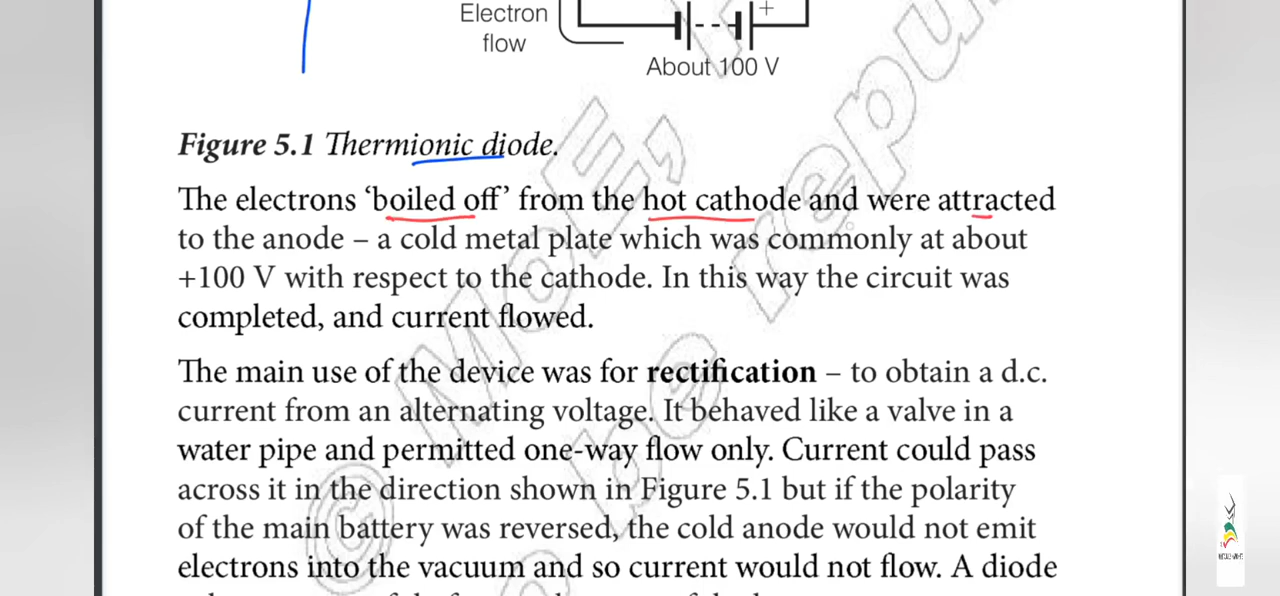 Electron
flow
+
About 100 V
Figure 5.1 Thermionic diode.
The electrons ‘boiled off’ from the hot cathode and were attracted
to the anode – a cold metal plate which was commonly at about
+100 V with respect to the cathode. In this way the circuit was
completed, and current flowed.
The main use of the device was for rectification – to obtain a d.c.
current from an alternating voltage. It behaved like a valve in a
water pipe and permitted one-way flow only. Current could pass
across it in the direction shown in Figure 5.1 but if the polarity
of the main battery was reversed, the cold anode would not emit
electrons into the vacuum and so current would not flow. A diode
© MoE,
be repu